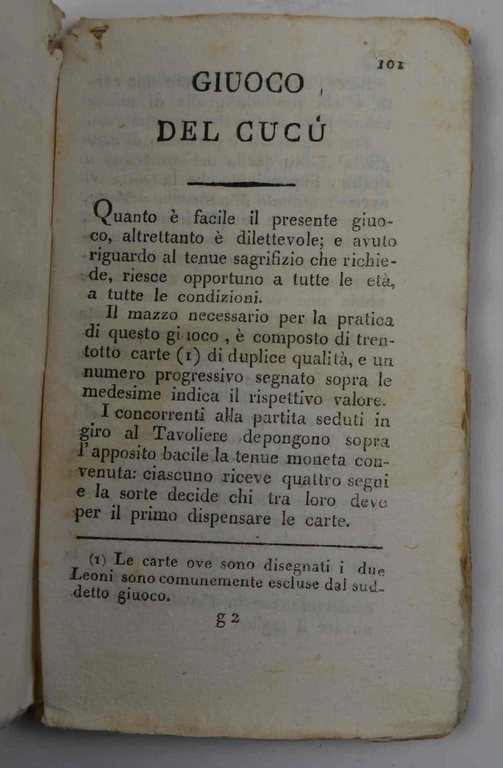 101
GIUOCO
DEL CUCÚ
Quanto è facile il presente giuo-
co, altrettanto è dilettevole; e avuto
riguardo al tenue sagrifizio che richie-
de, riesce opportuno a tutte le età,
a tutte le condizioni.
Il mazzo necessario per la pratica
di questo gi ioco, è composto di tren-
totto carte (1) di duplice qualità, e un
numero progressivo segnato sopra le
medesime indica il rispettivo valore.
I concorrenti alla partita seduti in
giro al Tavoliere depongono sopra
l'apposito bacile la tenue moneta con-
venuta: ciascuno riceve quattro segni
e la sorte decide chi tra loro deve
per il primo dispensare le carte.
(1) Le carte ove sono disegnati i due
Leoni sono comunemente escluse dal sud-
detto giuoco.
g 2